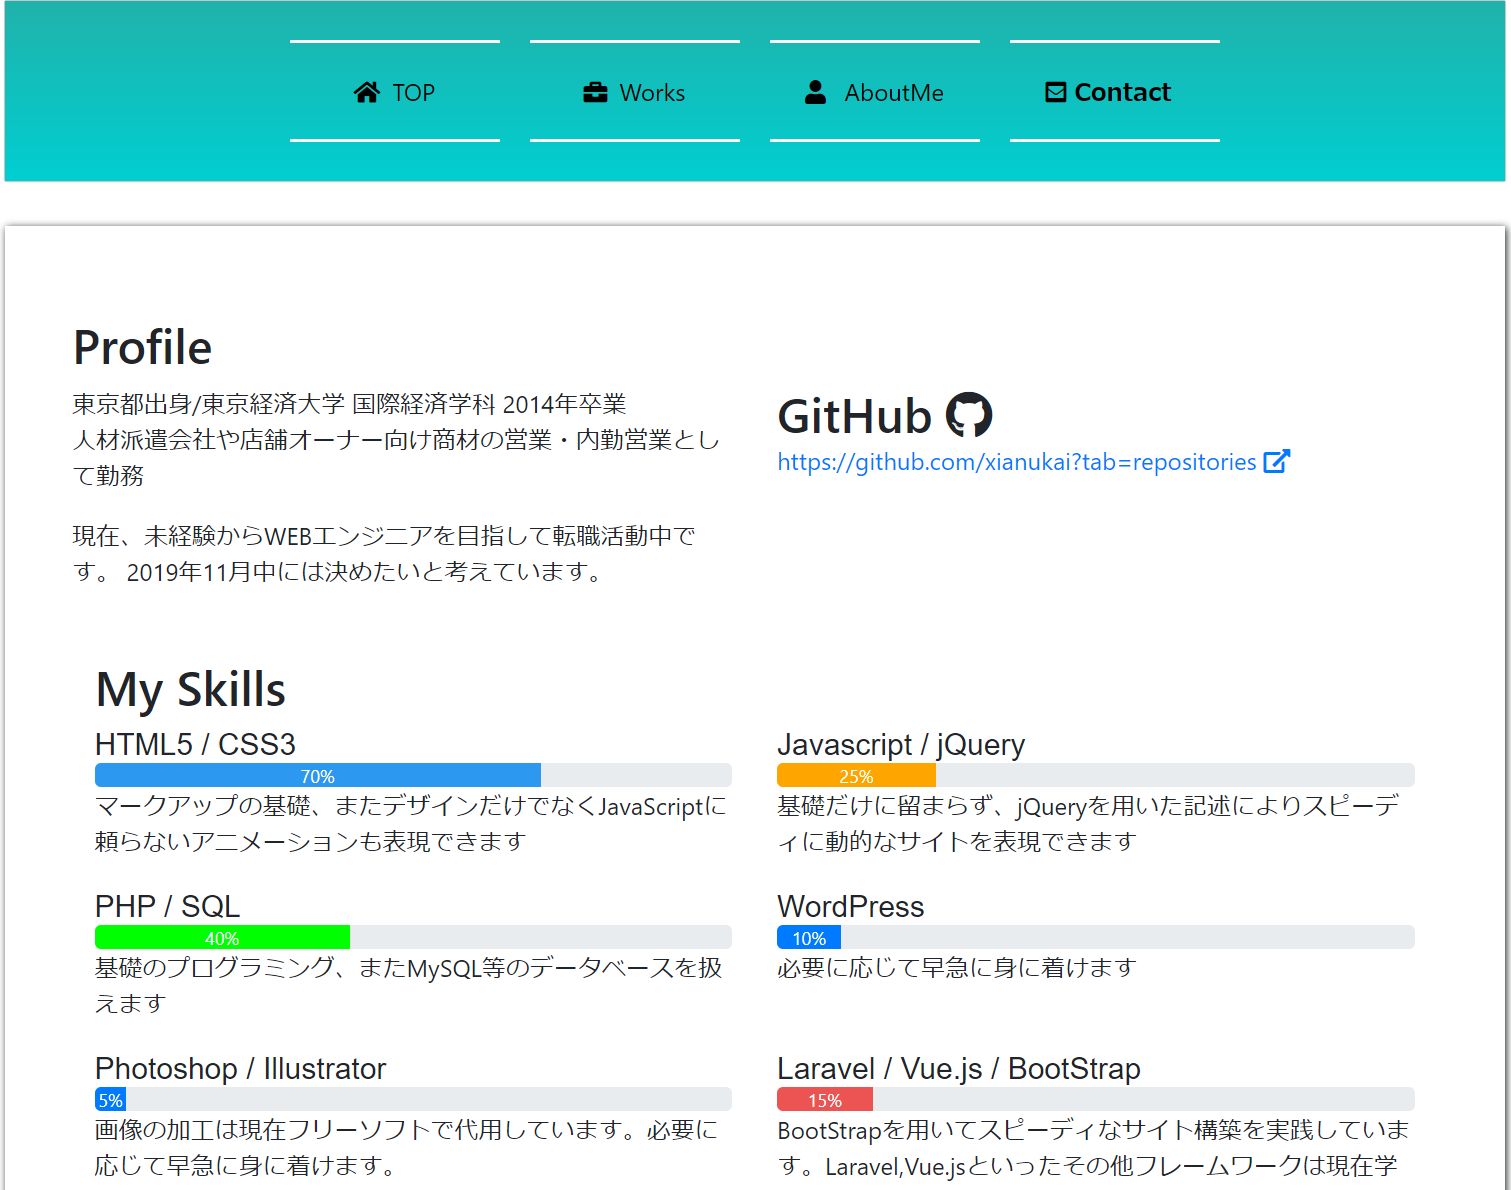 TOP
Works
AboutMe
Contact
Profile
東京都出身/東京経済大学 国際経済学科 2014年卒業
人材派遣会社や店舗オーナー向け商材の営業・内勤営業とし
て勤務
現在、未経験からWEBエンジニアを目指して転職活動中で
す。 2019年11月中には決めたいと考えています。
GitHub
https://github.com/xianukai?tab=repositories
My Skills
HTML5 / CSS3
70%
マークアップの基礎、またデザインだけでなくJavaScriptに
頼らないアニメーションも表現できます
Javascript / jQuery
25%
基礎だけに留まらず、jQueryを用いた記述によりスピーデ
ィに動的なサイトを表現できます
PHP / SQL
40%
基礎のプログラミング、またMySQL等のデータベースを扱
えます
WordPress
10%
必要に応じて早急に身に着けます
Photoshop / Illustrator
5%
画像の加工は現在フリーソフトで代用しています。必要に
応じて早急に身に着けます。
Laravel / Vue.js / BootStrap
15%
BootStrapを用いてスピーディなサイト構築を実践していま
す。Laravel,Vue.jsといったその他フレームワークは現在学